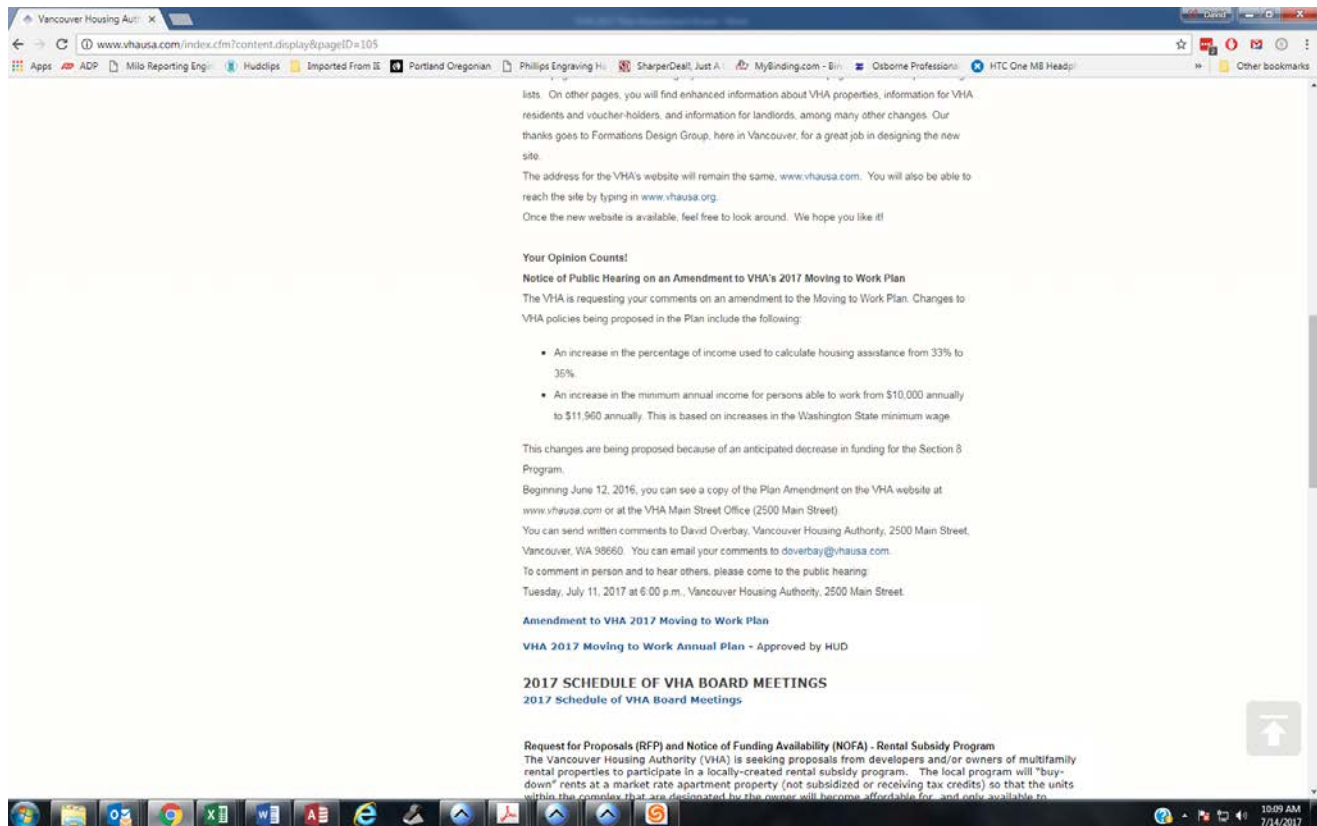 Vancouver Housing Aut
David
www.vhausa.com/index.cfm?content.display&pageID=105
Apps ADP Milo Reporting Engi Hudclips Imported From IE Portland Oregonian Phillips Engraving H SharperDeal!, Just A MyBinding.com - Bin Osborne Professiona HTC One M8 Headp » Other bookmarks
lists. On other pages, you will find enhanced information about VHA properties, information for VHA
residents and voucher-holders, and information for landlords, among many other changes. Our
thanks goes to Formations Design Group, here in Vancouver, for a great job in designing the new
site.
The address for the VHA's website will remain the same, www.vhausa.com. You will also be able to
reach the site by typing in www.vhausa.org.
Once the new website is available, feel free to look around. We hope you like it!
Your Opinion Counts!
Notice of Public Hearing on an Amendment to VHA's 2017 Moving to Work Plan
The VHA is requesting your comments on an amendment to the Moving to Work Plan. Changes to
VHA policies being proposed in the Plan include the following:
• An increase in the percentage of income used to calculate housing assistance from 33% to
35%.
• An increase in the minimum annual income for persons able to work from $10,000 annually
to $11,960 annually. This is based on increases in the Washington State minimum wage
This changes are being proposed because of an anticipated decrease in funding for the Section 8
Program.
Beginning June 12, 2016, you can see a copy of the Plan Amendment on the VHA website at
www.vhausa.com or at the VHA Main Street Office (2500 Main Street).
You can send written comments to David Overbay, Vancouver Housing Authority, 2500 Main Street,
Vancouver, WA 98660. You can email your comments to doverbay@vhausa.com.
To comment in person and to hear others, please come to the public hearing:
Tuesday, July 11, 2017 at 6:00 p.m., Vancouver Housing Authority, 2500 Main Street.
Amendment to VHA 2017 Moving to Work Plan
VHA 2017 Moving to Work Annual Plan - Approved by HUD
2017 SCHEDULE OF VHA BOARD MEETINGS
2017 Schedule of VHA Board Meetings
Request for Proposals (RFP) and Notice of Funding Availability (NOFA) - Rental Subsidy Program
The Vancouver Housing Authority (VHA) is seeking proposals from developers and/or owners of multifamily
rental properties to participate in a locally-created rental subsidy program. The local program will "buy-
down" rents at a market rate apartment property (not subsidized or receiving tax credits) so that the units
within the complex that are designated by the owner will become affordable for, and only available to
10:09 AM
7/14/2017